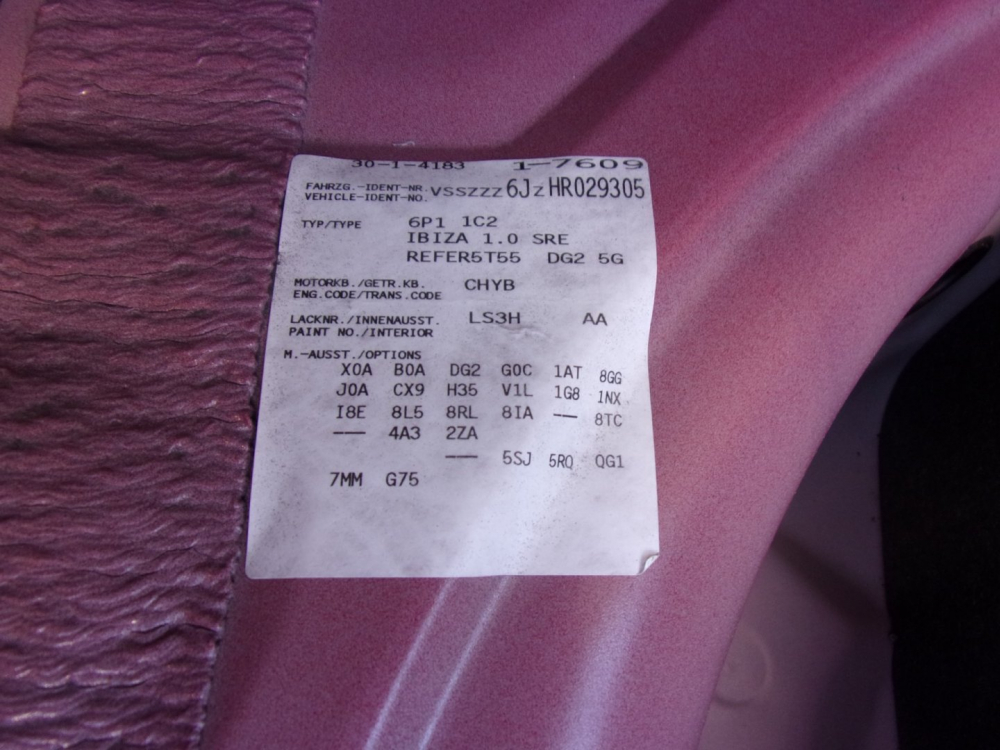 30-1-4183 1-7609
FAHRZG.-IDENT-NR. VSSZZZ6JZHR029305
VEHICLE-IDENT-NO.
TYP/TYPE 6P1 1C2
IBIZA 1.0 SRE
REFER5T55 DG2 5G
MOTORKB./GETR.KB. CHYB
ENG.CODE/TRANS.CODE
LACKNR./INNENAUSST. LS3H AA
PAINT NO./INTERIOR
M.-AUSST./OPTIONS
X0A B0A DG2 G0C 1AT 8GG
J0A CX9 H35 V1L 1G8 1NX
I8E 8L5 8RL 8IA -- 8TC
--- 4A3 2ZA
--- 5SJ 5RQ QG1
7MM G75